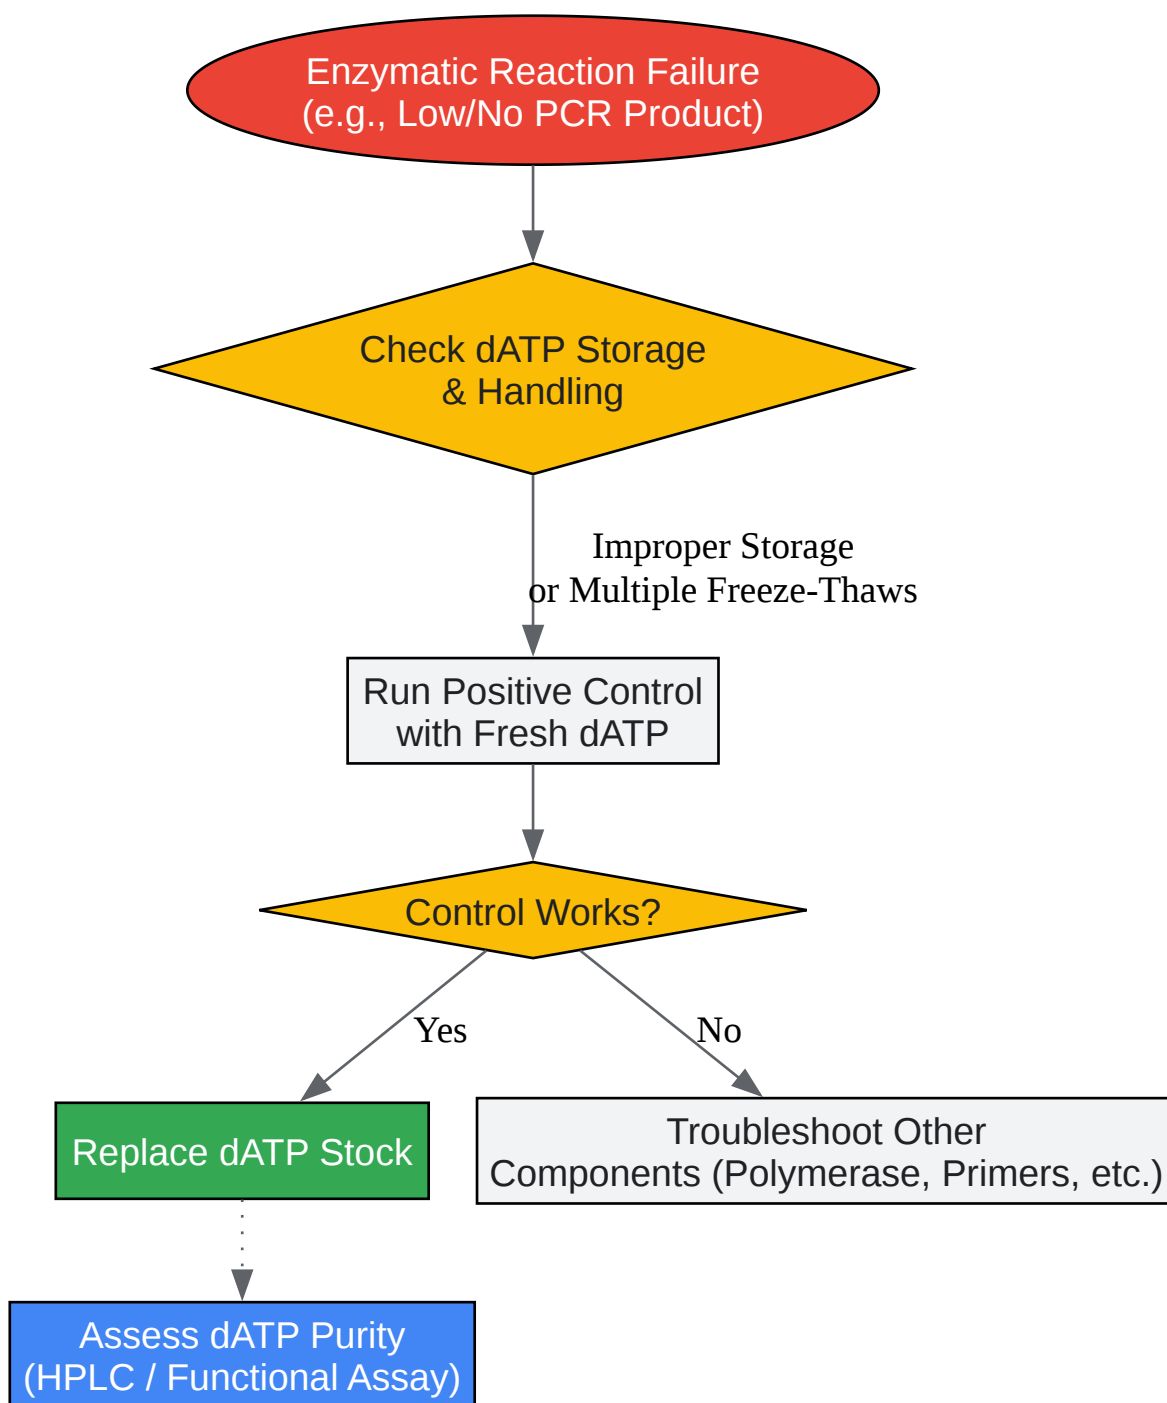 Enzymatic Reaction Failure
(e.g., Low/No PCR Product)
Check dATP Storage
& Handling
Improper Storage
or Multiple Freeze-Thaws
Run Positive Control
with Fresh dATP
Control Works?
Yes
No
Replace dATP Stock
Troubleshoot Other
Components (Polymerase, Primers, etc.)
Assess dATP Purity
(HPLC / Functional Assay)